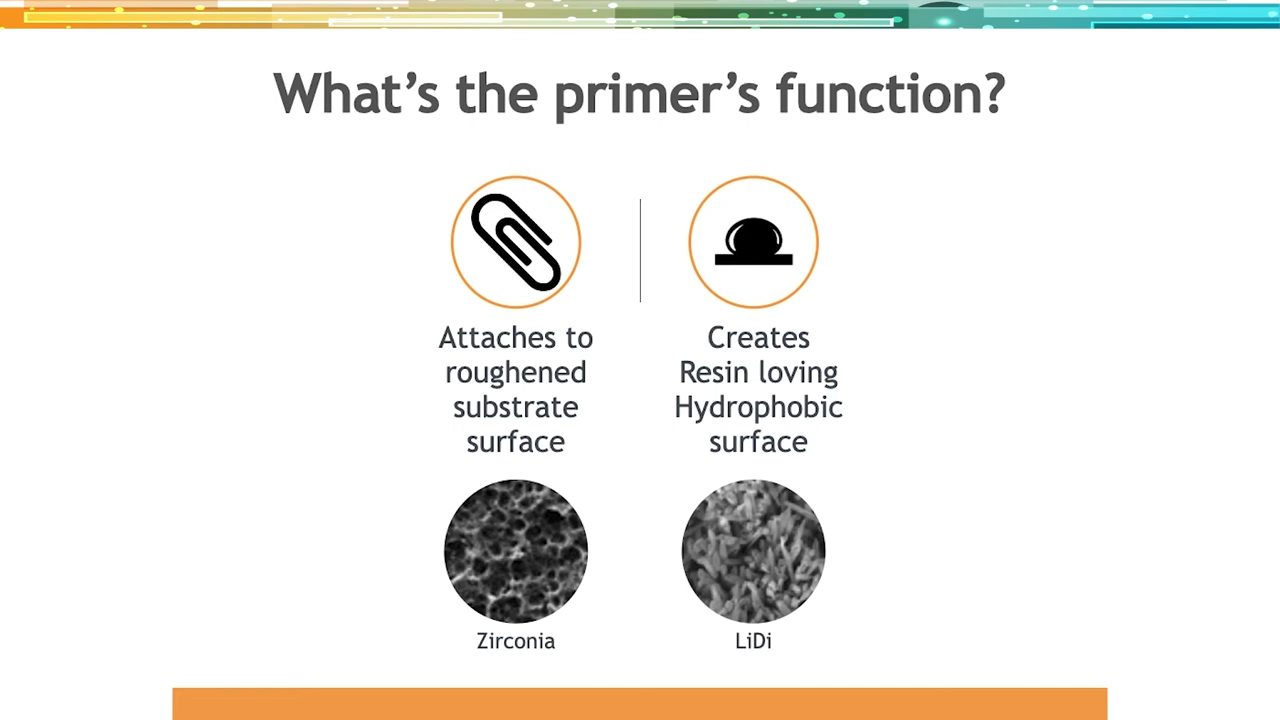 What's the primer's function?
Attaches to
roughened
substrate
surface
Creates
Resin loving
Hydrophobic
surface
Zirconia
LiDi